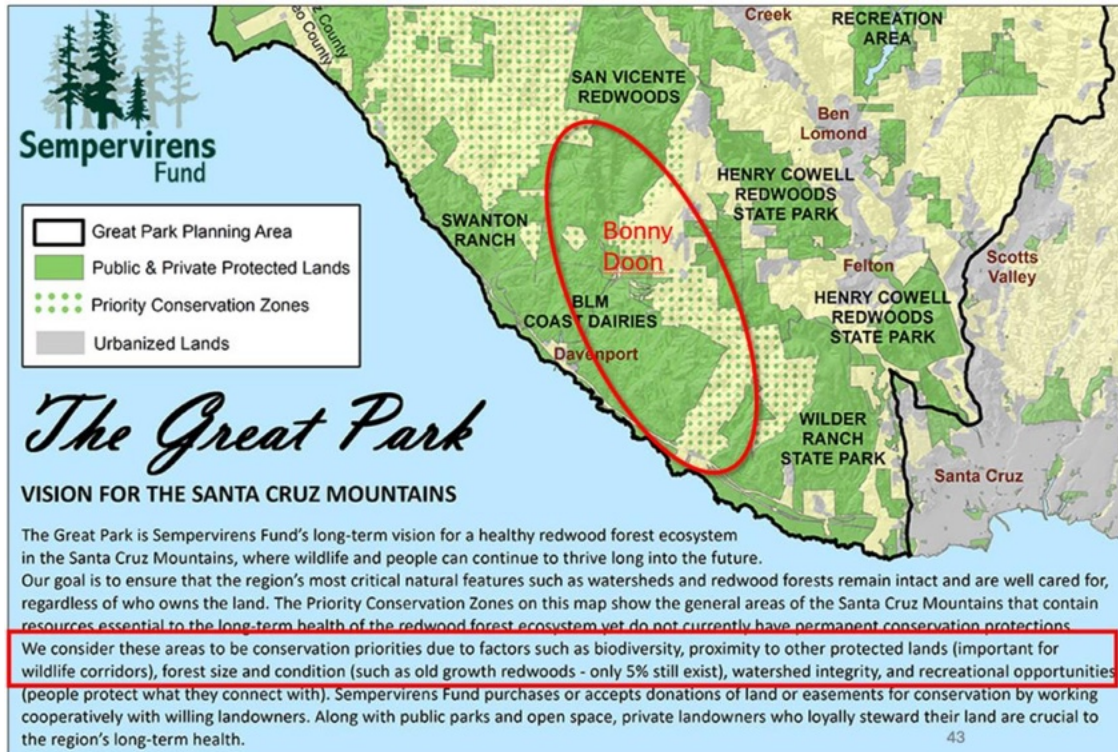 Creek
RECREATION
AREA
z County
eo County
SAN VICENTE
REDWOODS
Ben
Lomond
Sempervirens
Fund
HENRY COWELL
REDWOODS
STATE PARK
SWANTON
RANCH
Bonny
Doon
Great Park Planning Area
Public & Private Protected Lands
Priority Conservation Zones
Urbanized Lands
Felton
Scotts
Valley
HENRY COWELL
REDWOODS
STATE PARK
BLM
COAST DAIRIES
Davenport
WILDER
RANCH
STATE PARK
Santa Cruz
The Great Park
VISION FOR THE SANTA CRUZ MOUNTAINS
The Great Park is Sempervirens Fund's long-term vision for a healthy redwood forest ecosystem
in the Santa Cruz Mountains, where wildlife and people can continue to thrive long into the future.
Our goal is to ensure that the region's most critical natural features such as watersheds and redwood forests remain intact and are well cared for,
regardless of who owns the land. The Priority Conservation Zones on this map show the general areas of the Santa Cruz Mountains that contain
resources essential to the long-term health of the redwood forest ecosystem yet do not currently have permanent conservation protections
We consider these areas to be conservation priorities due to factors such as biodiversity, proximity to other protected lands (important for
wildlife corridors), forest size and condition (such as old growth redwoods - only 5% still exist), watershed integrity, and recreational opportunities
(people protect what they connect with). Sempervirens Fund purchases or accepts donations of land or easements for conservation by working
cooperatively with willing landowners. Along with public parks and open space, private landowners who loyally steward their land are crucial to
the region's long-term health.
43